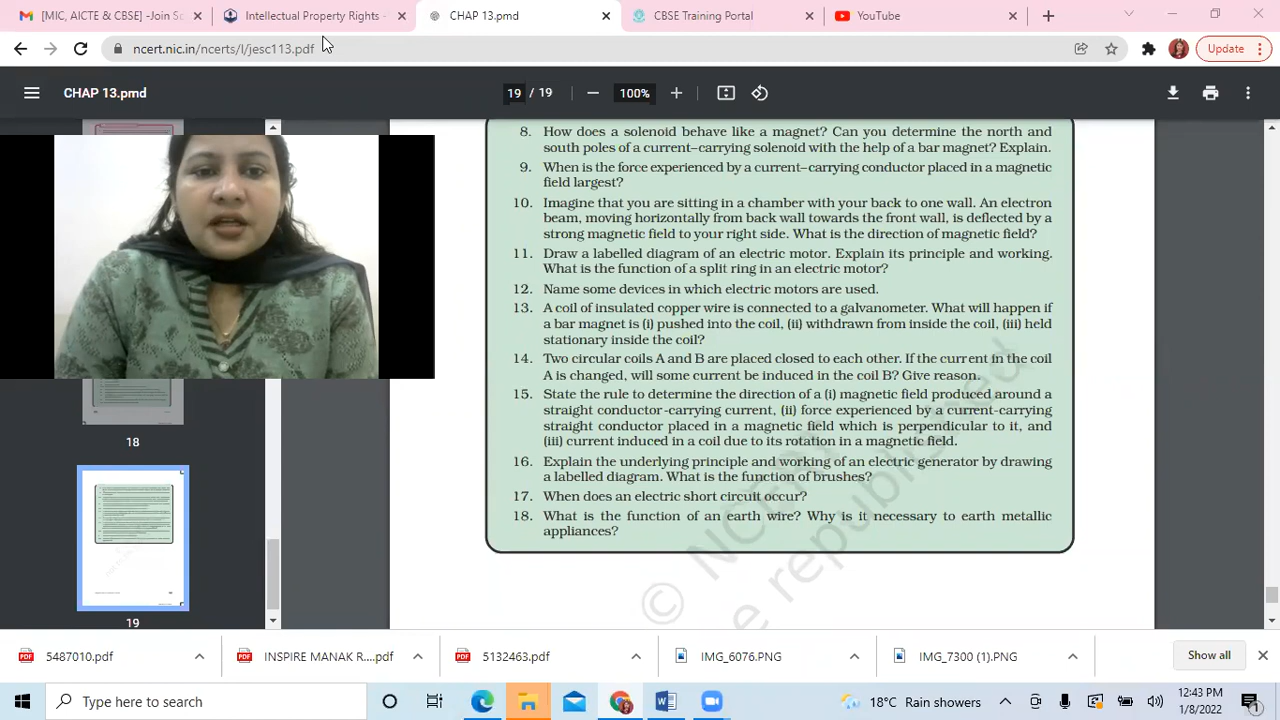 [MIC, AICTE & CBSE] -Join Sc
Intellectual Property Rights -
CHAP 13.pmd
CBSE Training Portal
YouTube
ncert.nic.in/ncerts/l/jesc113.pdf
Update
CHAP 13.pmd
19 / 19
100%
8. How does a solenoid behave like a magnet? Can you determine the north and
south poles of a current–carrying solenoid with the help of a bar magnet? Explain.
9. When is the force experienced by a current–carrying conductor placed in a magnetic
field largest?
10. Imagine that you are sitting in a chamber with your back to one wall. An electron
beam, moving horizontally from back wall towards the front wall, is deflected by a
strong magnetic field to your right side. What is the direction of magnetic field?
11. Draw a labelled diagram of an electric motor. Explain its principle and working.
What is the function of a split ring in an electric motor?
12. Name some devices in which electric motors are used.
13. A coil of insulated copper wire is connected to a galvanometer. What will happen if
a bar magnet is (i) pushed into the coil, (ii) withdrawn from inside the coil, (iii) held
stationary inside the coil?
14. Two circular coils A and B are placed closed to each other. If the current in the coil
A is changed, will some current be induced in the coil B? Give reason.
15. State the rule to determine the direction of a (i) magnetic field produced around a
straight conductor-carrying current, (ii) force experienced by a current-carrying
straight conductor placed in a magnetic field which is perpendicular to it, and
(iii) current induced in a coil due to its rotation in a magnetic field.
16. Explain the underlying principle and working of an electric generator by drawing
a labelled diagram. What is the function of brushes?
17. When does an electric short circuit occur?
18. What is the function of an earth wire? Why is it necessary to earth metallic
appliances?
18
19
5487010.pdf
INSPIRE MANAK R....pdf
5132463.pdf
IMG_6076.PNG
IMG_7300 (1).PNG
Show all
Type here to search
18°C Rain showers
12:43 PM
1/8/2022